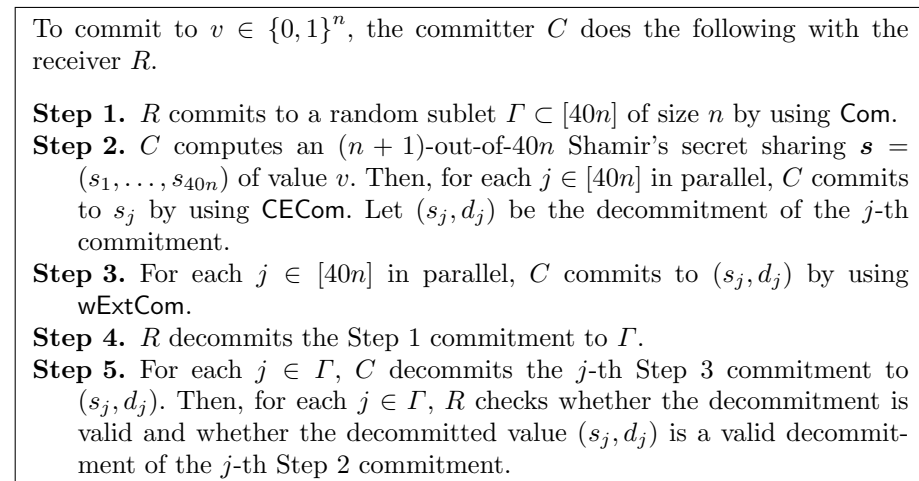 To commit to v ∈ {0, 1}^n, the committer C does the following with the
receiver R.
Step 1. R commits to a random sublet Γ ⊂ [40n] of size n by using Com.
Step 2. C computes an (n + 1)-out-of-40n Shamir's secret sharing s =
(s_1, . . . , s_{40n}) of value v. Then, for each j ∈ [40n] in parallel, C commits
to s_j by using CECom. Let (s_j, d_j) be the decommitment of the j-th
commitment.
Step 3. For each j ∈ [40n] in parallel, C commits to (s_j, d_j) by using
wExtCom.
Step 4. R decommits the Step 1 commitment to Γ.
Step 5. For each j ∈ Γ, C decommits the j-th Step 3 commitment to
(s_j, d_j). Then, for each j ∈ Γ, R checks whether the decommitment is
valid and whether the decommitted value (s_j, d_j) is a valid decommit-
ment of the j-th Step 2 commitment.